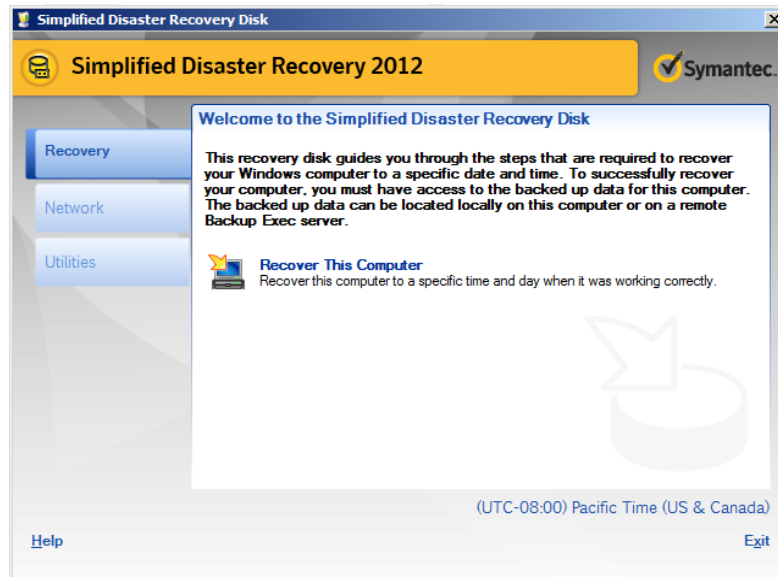 Simplified Disaster Recovery Disk
Simplified Disaster Recovery 2012
Symantec.
Welcome to the Simplified Disaster Recovery Disk
Recovery
Network
Utilities
This recovery disk guides you through the steps that are required to recover
your Windows computer to a specific date and time. To successfully recover
your computer, you must have access to the backed up data for this computer.
The backed up data can be located locally on this computer or on a remote
Backup Exec server.
Recover This Computer
Recover this computer to a specific time and day when it was working correctly.
(UTC-08:00) Pacific Time (US & Canada)
Help
Exit